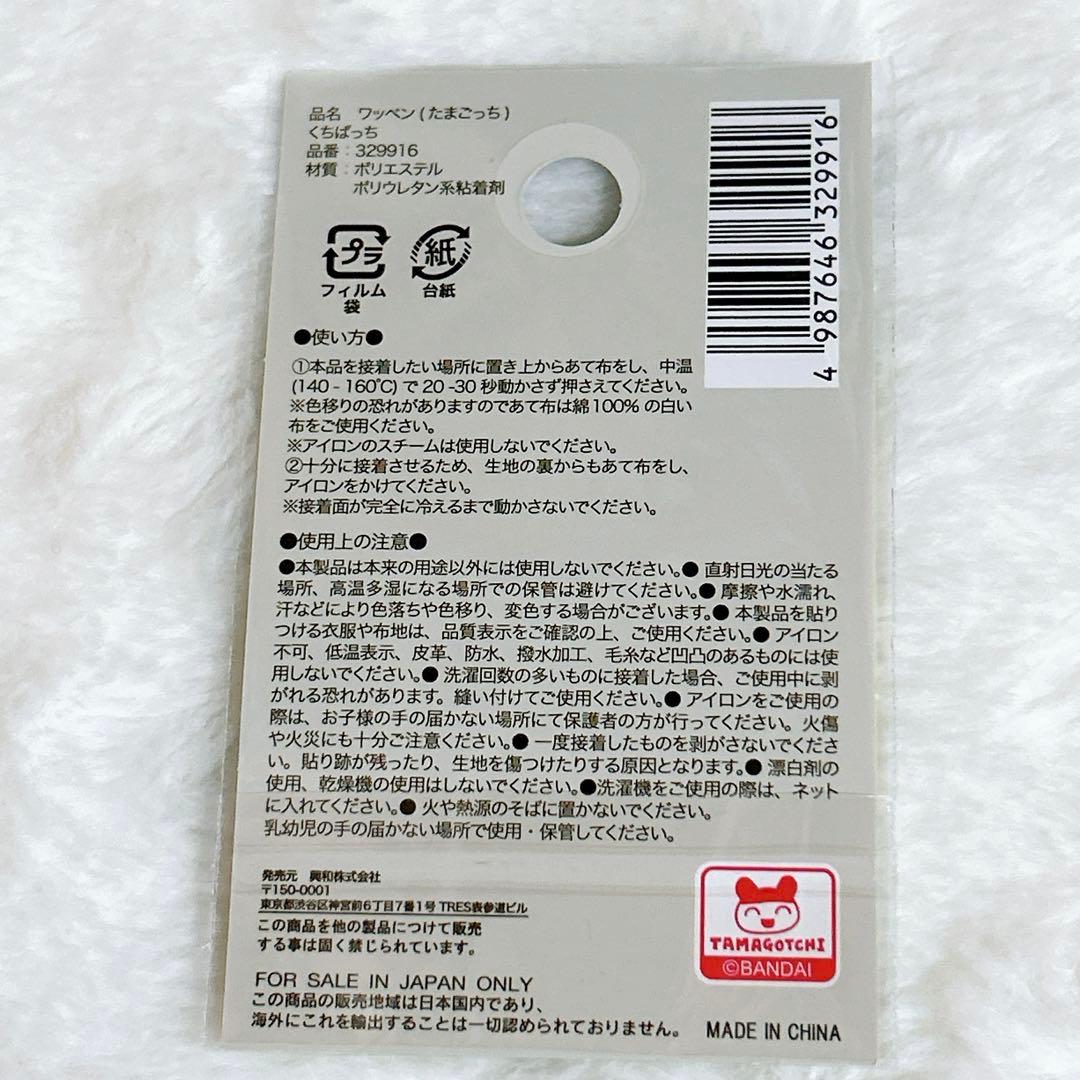 品名 ワッペン(たまごっち)
くちぱっち
品番:329916
材質:ポリエステル
ポリウレタン系粘着剤
4 987646 329916
プラ
フィルム
袋
紙
台紙
●使い方●
①本品を接着したい場所に置き上からあて布をし、中温
(140-160℃)で20-30秒動かさず押さえてください。
※色移りの恐れがありますのであて布は綿100%の白い
布をご使用ください。
※アイロンのスチームは使用しないでください。
②十分に接着させるため、生地の裏からもあて布をし、
アイロンをかけてください。
※接着面が完全に冷えるまで動かさないでください。
●使用上の注意●
●本製品は本来の用途以外には使用しないでください。●直射日光の当たる
場所、高温多湿になる場所での保管は避けてください。●摩擦や水濡れ、
汗などにより色落ちや色移り、変色する場合がございます。●本製品を貼り
つける衣服や布地は、品質表示をご確認の上、ご使用ください。●アイロン
不可、低温表示、皮革、防水、撥水加工、毛糸など凹凸のあるものには使
用しないでください。●洗濯回数の多いものに接着した場合、ご使用中に剥
がれる恐れがあります。縫い付けてご使用ください。●アイロンをご使用の
際は、お子様の手の届かない場所にて保護者の方が行ってください。火傷
や火災にも十分ご注意ください。●一度接着したものを剥がさないでくださ
い。貼り跡が残ったり、生地を傷つけたりする原因となります。●漂白剤の
使用、乾燥機の使用はしないでください。●洗濯機をご使用の際は、ネット
に入れてください。●火や熱源のそばに置かないでください。
乳幼児の手の届かない場所で使用・保管してください。
発売元 興和株式会社
〒150-0001
東京都渋谷区神宮前6丁目7番1号 TRES表参道ビル
この商品を他の製品につけて販売
する事は固く禁じられています。
FOR SALE IN JAPAN ONLY
この商品の販売地域は日本国内であり、
海外にこれを輸出することは一切認められておりません。
TAMAGOTCHI
©BANDAI
MADE IN CHINA